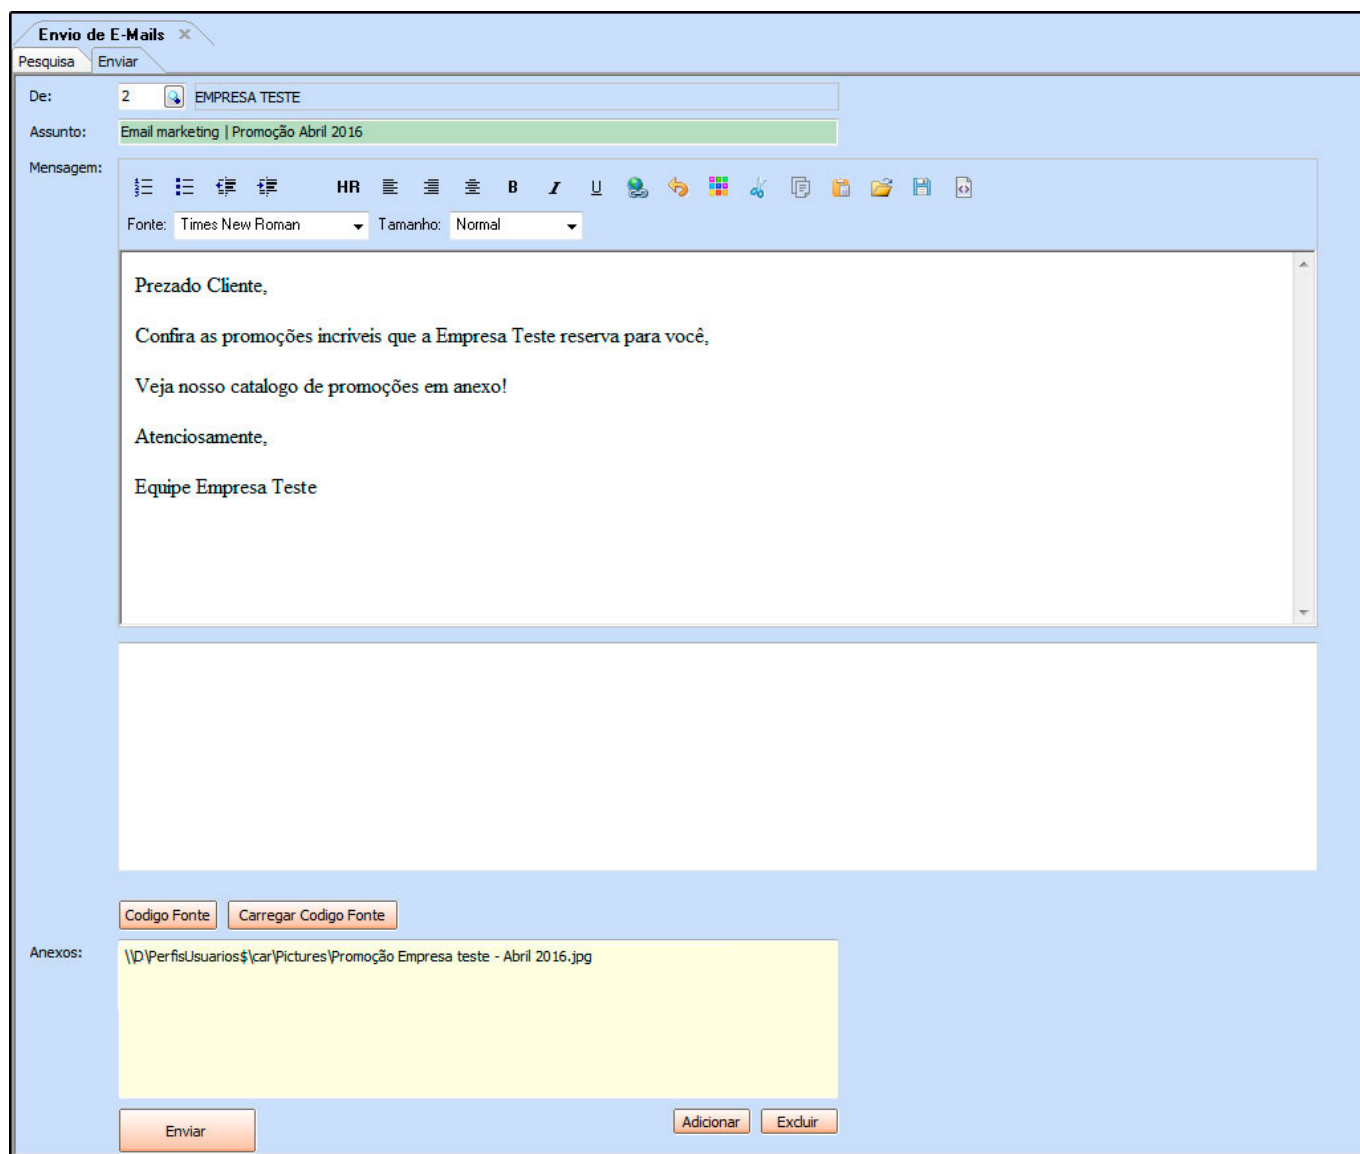 Envio de E-Mails
Pesquisa Enviar
De: 2 EMPRESA TESTE
Assunto: Email marketing | Promoção Abril 2016
Mensagem:
HR B I U
Fonte: Times New Roman Tamanho: Normal
Prezado Cliente,
Confira as promoções incriveis que a Empresa Teste reserva para você,
Veja nosso catalogo de promoções em anexo!
Atenciosamente,
Equipe Empresa Teste
Codigo Fonte Carregar Codigo Fonte
Anexos: \\D\PerfisUsuarios$\car\Pictures\Promoção Empresa teste - Abril 2016.jpg
Enviar Adicionar Excluir